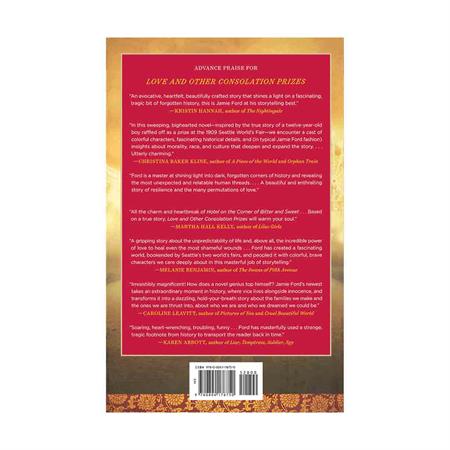 ADVANCE PRAISE FOR
LOVE AND OTHER CONSOLATION PRIZES
"An evocative, heartfelt, beautifully crafted story that shines a light on a fascinating,
tragic bit of forgotten history, this is Jamie Ford at his storytelling best."
—KRISTIN HANNAH, author of The Nightingale
"In this sweeping, bighearted novel—inspired by the true story of a twelve-year-old
boy raffled off as a prize at the 1909 Seattle World's Fair—we encounter a cast of
colorful characters, fascinating historical details, and (in typical Jamie Ford fashion)
insights about morality, race, and culture that deepen and expand the story. . . .
Utterly charming."
—CHRISTINA BAKER KLINE, author of A Piece of the World and Orphan Train
"Ford is a master at shining light into dark, forgotten corners of history and revealing
the most unexpected and relatable human threads. . . . A beautiful and enthralling
story of resilience and the many permutations of love."
"All the charm and heartbreak of Hotel on the Corner of Bitter and Sweet . . . Based
on a true story, Love and Other Consolation Prizes will warm your soul."
—MARTHA HALL KELLY, author of Lilac Girls
"A gripping story about the unpredictability of life and, above all, the incredible power
of love to heal even the most shameful wounds . . . Ford has created a fascinating
world, bookended by Seattle's two world's fairs, and peopled it with colorful, brave
characters we care deeply about in this masterful job of storytelling."
—MELANIE BENJAMIN, author of The Swans of Fifth Avenue
"Irresistibly magnificent! How does a novel genius top himself? Jamie Ford's newest
takes an extraordinary moment in history, where vice lives alongside innocence, and
transforms it into a dazzling, hold-your-breath story about the families we make and
the ones we are thrust into, about who we are and who we dreamed we could be."
—CAROLINE LEAVITT, author of Pictures of You and Cruel Beautiful World
"Soaring, heart-wrenching, troubling, funny . . . Ford has masterfully used a strange,
tragic footnote from history to transport the reader back in time."
—KAREN ABBOTT, author of Liar, Temptress, Soldier, Spy